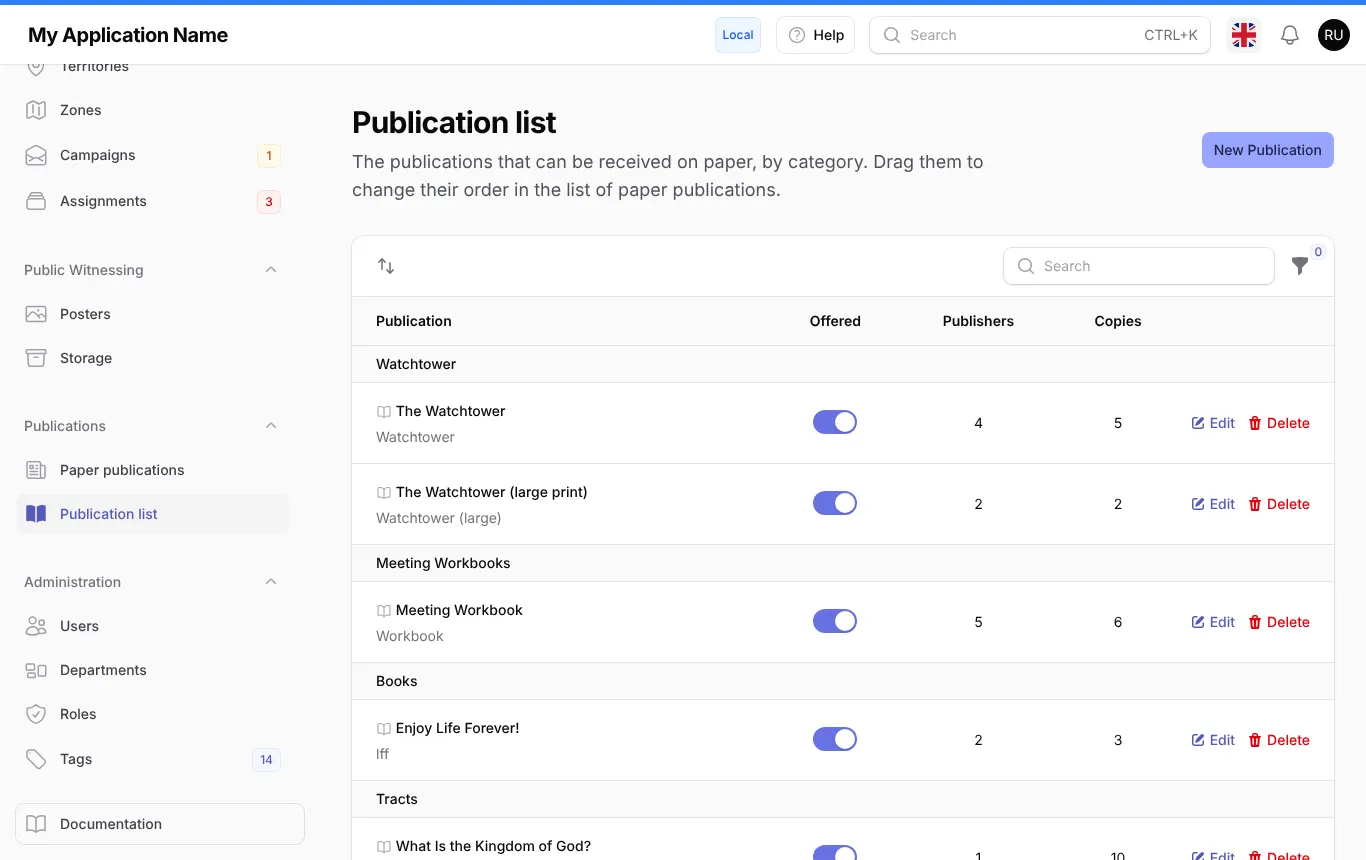 My Application Name
Local
Help
Search
CTRL+K
RU
Territories
Zones
Campaigns
1
Assignments
3
Public Witnessing
Posters
Storage
Publications
Paper publications
Publication list
Administration
Users
Departments
Roles
Tags
14
Documentation
Publication list
The publications that can be received on paper, by category. Drag them to
change their order in the list of paper publications.
New Publication
Search
0
Publication Offered Publishers Copies
Watchtower
The Watchtower
Watchtower
4 5 Edit Delete
The Watchtower (large print)
Watchtower (large)
2 2 Edit Delete
Meeting Workbooks
Meeting Workbook
Workbook
5 6 Edit Delete
Books
Enjoy Life Forever!
lff
2 3 Edit Delete
Tracts
What Is the Kingdom of God?
1 10 Edit Delete